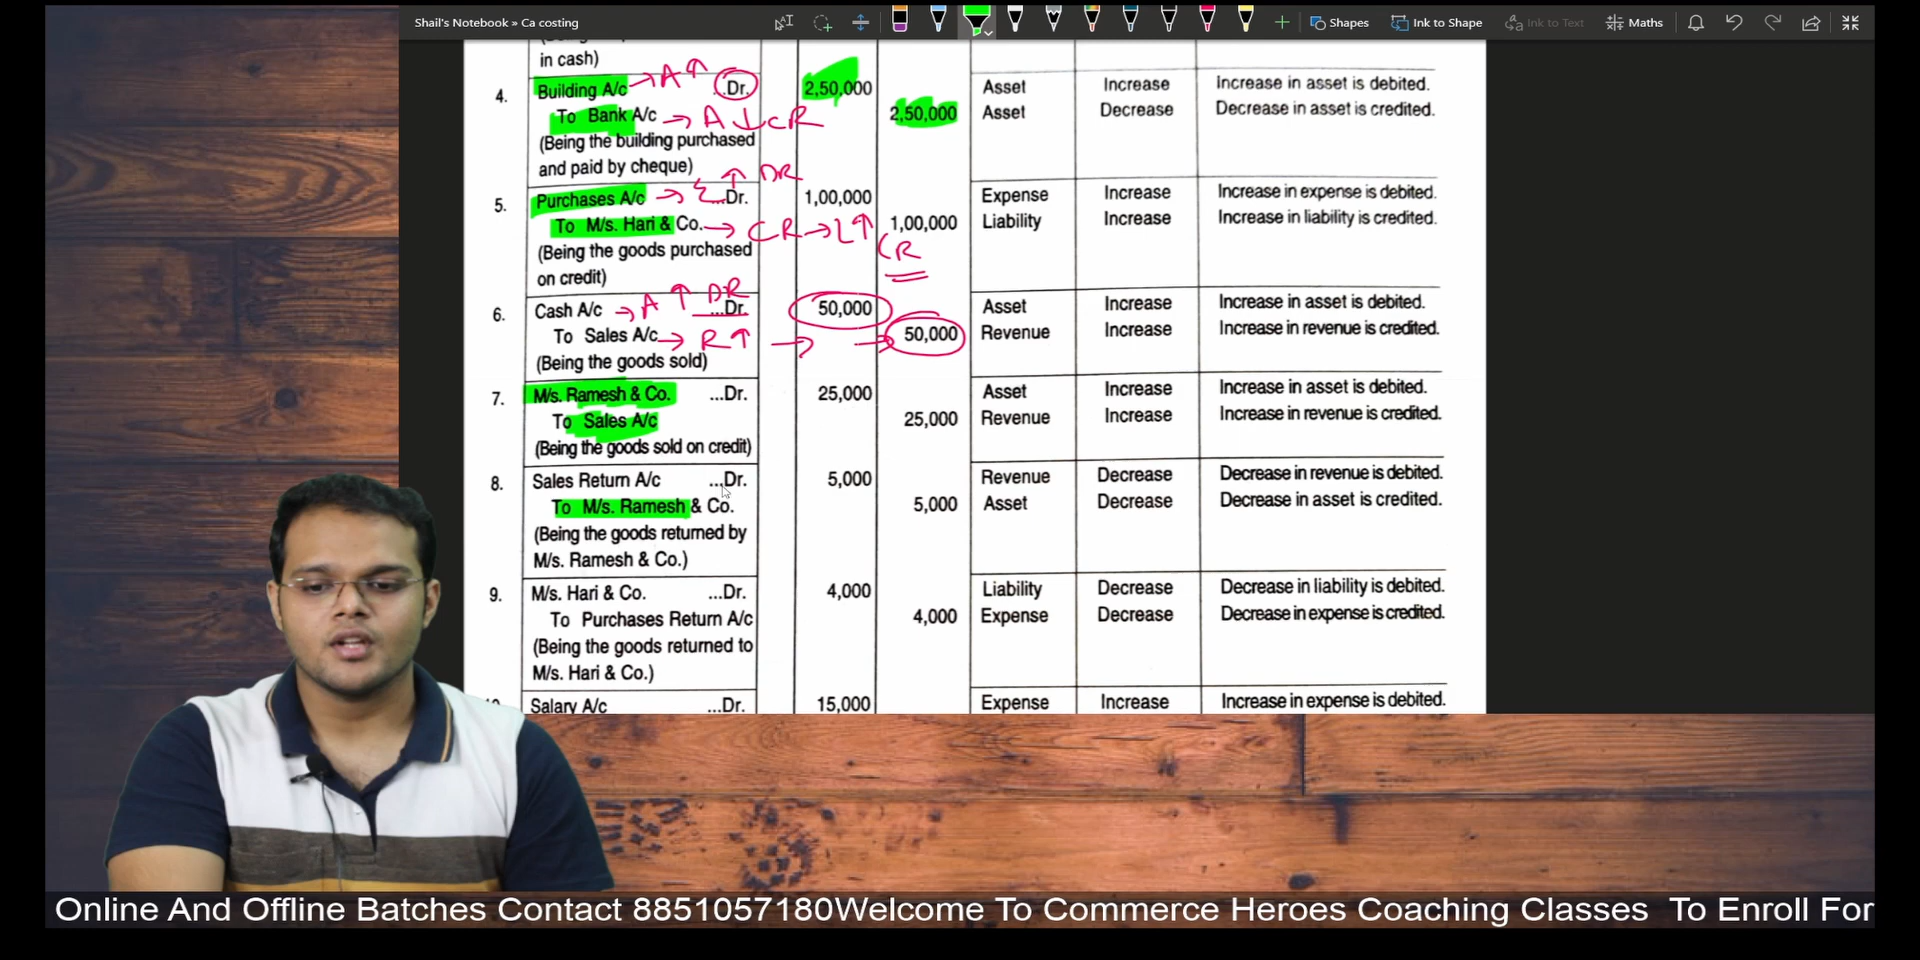 Shail's Notebook » Ca costing
Shapes
Ink to Shape
Ink to Text
Maths
in cash)
4. Building A/c → A ↑ ...Dr. 2,50,000 Asset Increase Increase in asset is debited.
To Bank A/c → A ↓ CR 2,50,000 Asset Decrease Decrease in asset is credited.
(Being the building purchased
and paid by cheque)
5. Purchases A/c → E ↑ DR ...Dr. 1,00,000 Expense Increase Increase in expense is debited.
To M/s. Hari & Co. → CR → L ↑ 1,00,000 Liability Increase Increase in liability is credited.
CR
(Being the goods purchased
on credit)
6. Cash A/c → A ↑ DR ...Dr. 50,000 Asset Increase Increase in asset is debited.
To Sales A/c → R ↑ → → 50,000 Revenue Increase Increase in revenue is credited.
(Being the goods sold)
7. M/s. Ramesh & Co. ...Dr. 25,000 Asset Increase Increase in asset is debited.
To Sales A/c 25,000 Revenue Increase Increase in revenue is credited.
(Being the goods sold on credit)
8. Sales Return A/c ...Dr. 5,000 Revenue Decrease Decrease in revenue is debited.
To M/s. Ramesh & Co. 5,000 Asset Decrease Decrease in asset is credited.
(Being the goods returned by
M/s. Ramesh & Co.)
9. M/s. Hari & Co. ...Dr. 4,000 Liability Decrease Decrease in liability is debited.
To Purchases Return A/c 4,000 Expense Decrease Decrease in expense is credited.
(Being the goods returned to
M/s. Hari & Co.)
Salary A/c ...Dr. 15,000 Expense Increase Increase in expense is debited.
Online And Offline Batches Contact 8851057180Welcome To Commerce Heroes Coaching Classes To Enroll For